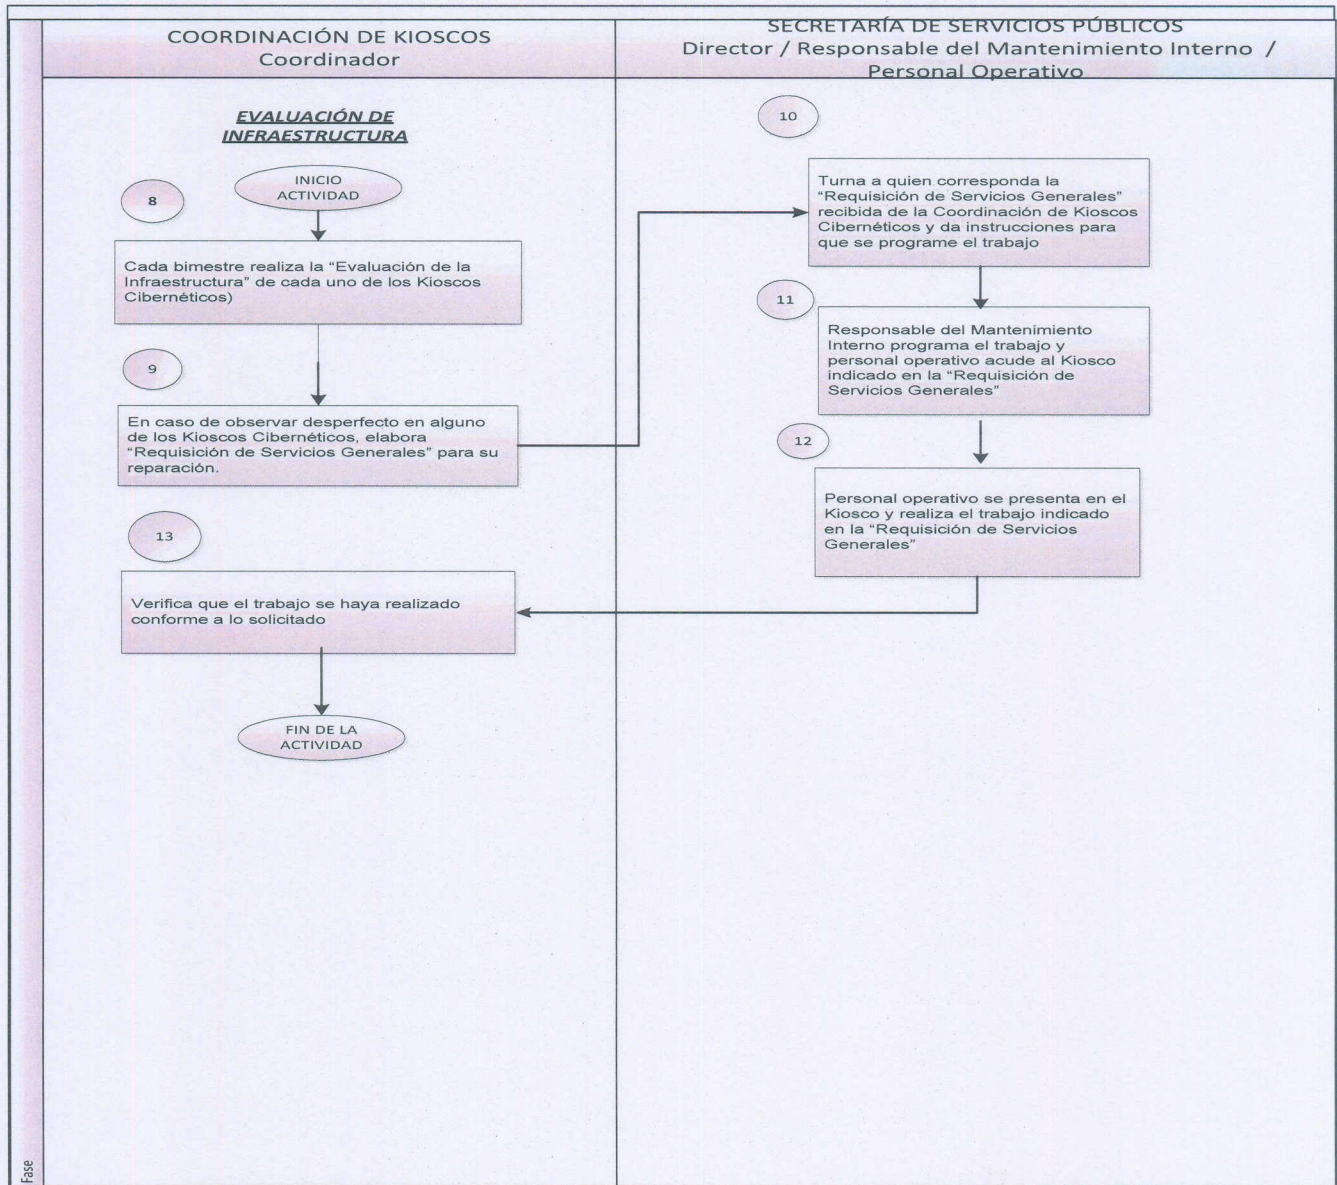 COORDINACIÓN DE KIOSCOS
Coordinador
SECRETARÍA DE SERVICIOS PÚBLICOS
Director / Responsable del Mantenimiento Interno /
Personal Operativo
EVALUACIÓN DE
INFRAESTRUCTURA
INICIO
ACTIVIDAD
8
Cada bimestre realiza la “Evaluación de la
Infraestructura” de cada uno de los Kioscos
Cibernéticos)
9
En caso de observar desperfecto en alguno
de los Kioscos Cibernéticos, elabora
“Requisición de Servicios Generales” para su
reparación.
10
Turna a quien corresponda la
“Requisición de Servicios Generales”
recibida de la Coordinación de Kioscos
Cibernéticos y da instrucciones para
que se programe el trabajo
11
Responsable del Mantenimiento
Interno programa el trabajo y
personal operativo acude al Kiosco
indicado en la “Requisición de
Servicios Generales”
12
Personal operativo se presenta en el
Kiosco y realiza el trabajo indicado
en la “Requisición de Servicios
Generales”
13
Verifica que el trabajo se haya realizado
conforme a lo solicitado
FIN DE LA
ACTIVIDAD
Fase